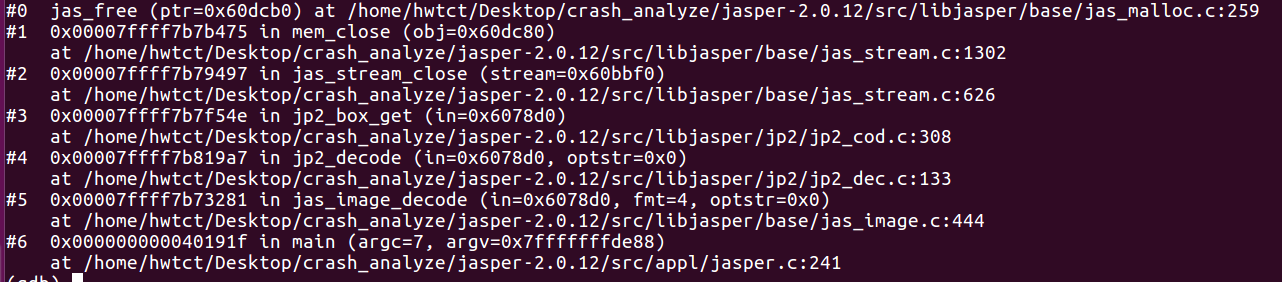 #0  jas_free (ptr=0x60dcb0) at /home/hwtct/Desktop/crash_analyze/jasper-2.0.12/src/libjasper/base/jas_malloc.c:259
#1  0x00007ffff7b7b475 in mem_close (obj=0x60dc80)
    at /home/hwtct/Desktop/crash_analyze/jasper-2.0.12/src/libjasper/base/jas_stream.c:1302
#2  0x00007ffff7b79497 in jas_stream_close (stream=0x60bbf0)
    at /home/hwtct/Desktop/crash_analyze/jasper-2.0.12/src/libjasper/base/jas_stream.c:626
#3  0x00007ffff7b7f54e in jp2_box_get (in=0x6078d0)
    at /home/hwtct/Desktop/crash_analyze/jasper-2.0.12/src/libjasper/jp2/jp2_cod.c:308
#4  0x00007ffff7b819a7 in jp2_decode (in=0x6078d0, optstr=0x0)
    at /home/hwtct/Desktop/crash_analyze/jasper-2.0.12/src/libjasper/jp2/jp2_dec.c:133
#5  0x00007ffff7b73281 in jas_image_decode (in=0x6078d0, fmt=4, optstr=0x0)
    at /home/hwtct/Desktop/crash_analyze/jasper-2.0.12/src/libjasper/base/jas_image.c:444
#6  0x000000000040191f in main (argc=7, argv=0x7fffffffde88)
    at /home/hwtct/Desktop/crash_analyze/jasper-2.0.12/src/appl/jasper.c:241
(gdb)